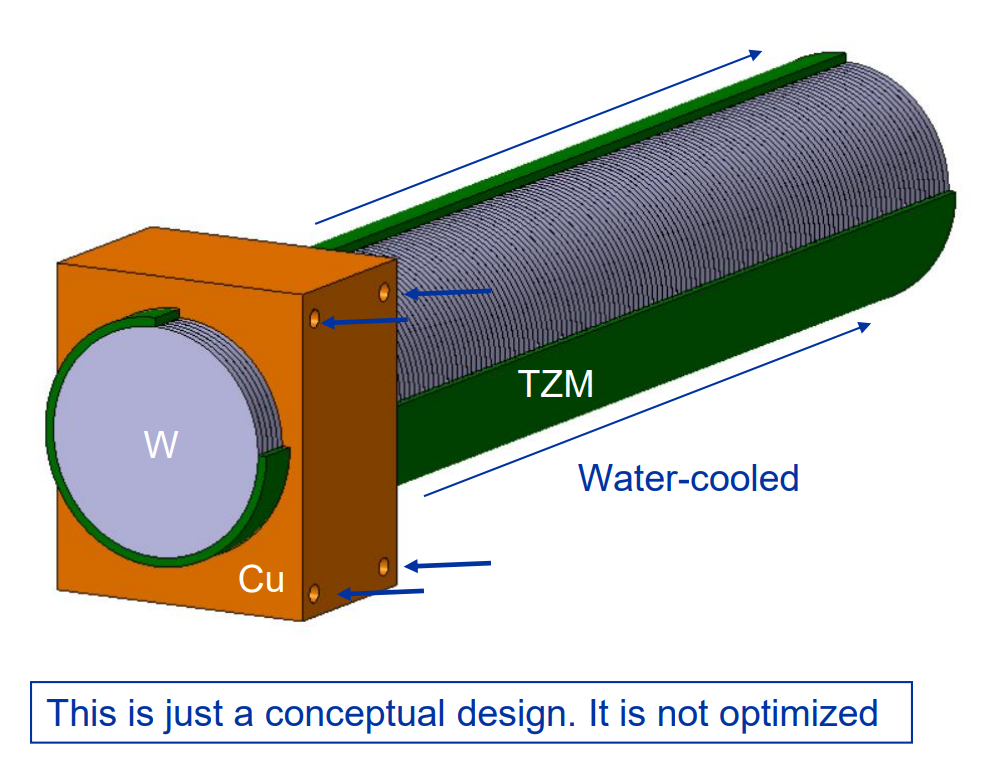 TZM
W
Water-cooled
Cu
This is just a conceptual design. It is not optimized